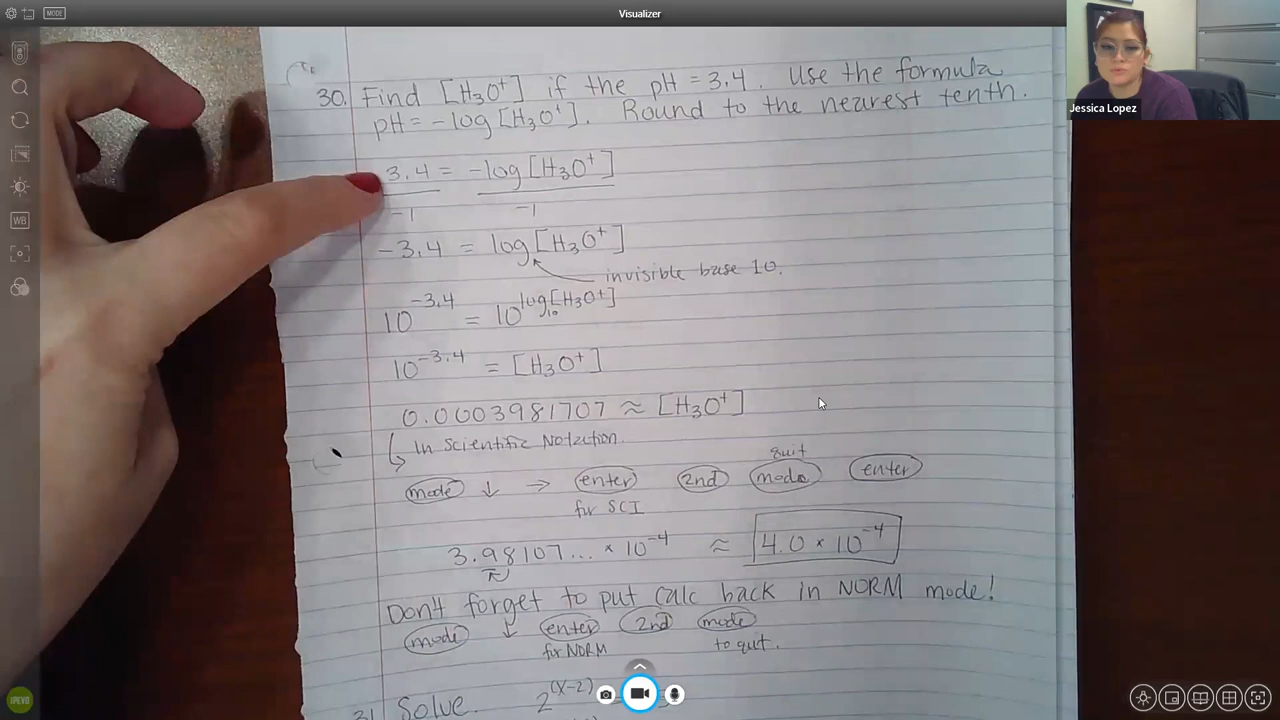 MODE
Visualizer
Jessica Lopez
WB
30. Find [H3O+] if the pH = 3.4. Use the formula
pH = -log [H3O+]. Round to the nearest tenth.
3.4 = -log [H3O+]
-1 -1
-3.4 = log [H3O+]
invisible base 10.
10^-3.4 = 10^log10[H3O+]
10^-3.4 = [H3O+]
0.0003981707 ≈ [H3O+]
In Scientific Notation.
quit
mode ↓ → enter 2nd mode enter
for SCI
3.98107... × 10^-4 ≈ 4.0 × 10^-4
Don't forget to put calc back in NORM mode!
mode ↓ enter 2nd mode
for NORM to quit.
31. Solve. 2^(x-2)
IPEVO